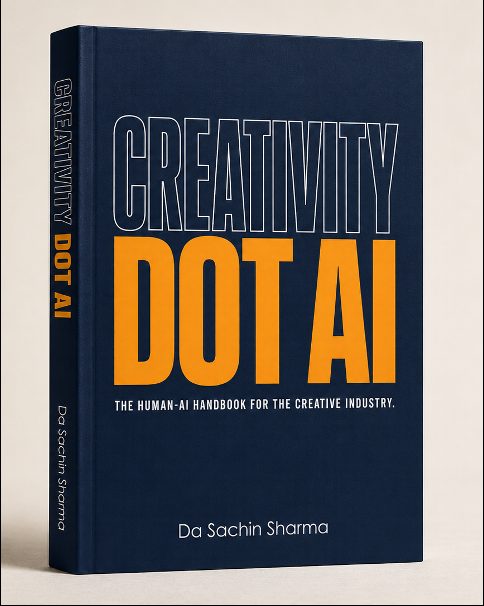 CREATIVITY
DOT AI
THE HUMAN-AI HANDBOOK FOR THE CREATIVE INDUSTRY.
Da Sachin Sharma
CREATIVITY DOT AI
Da Sachin Sharma